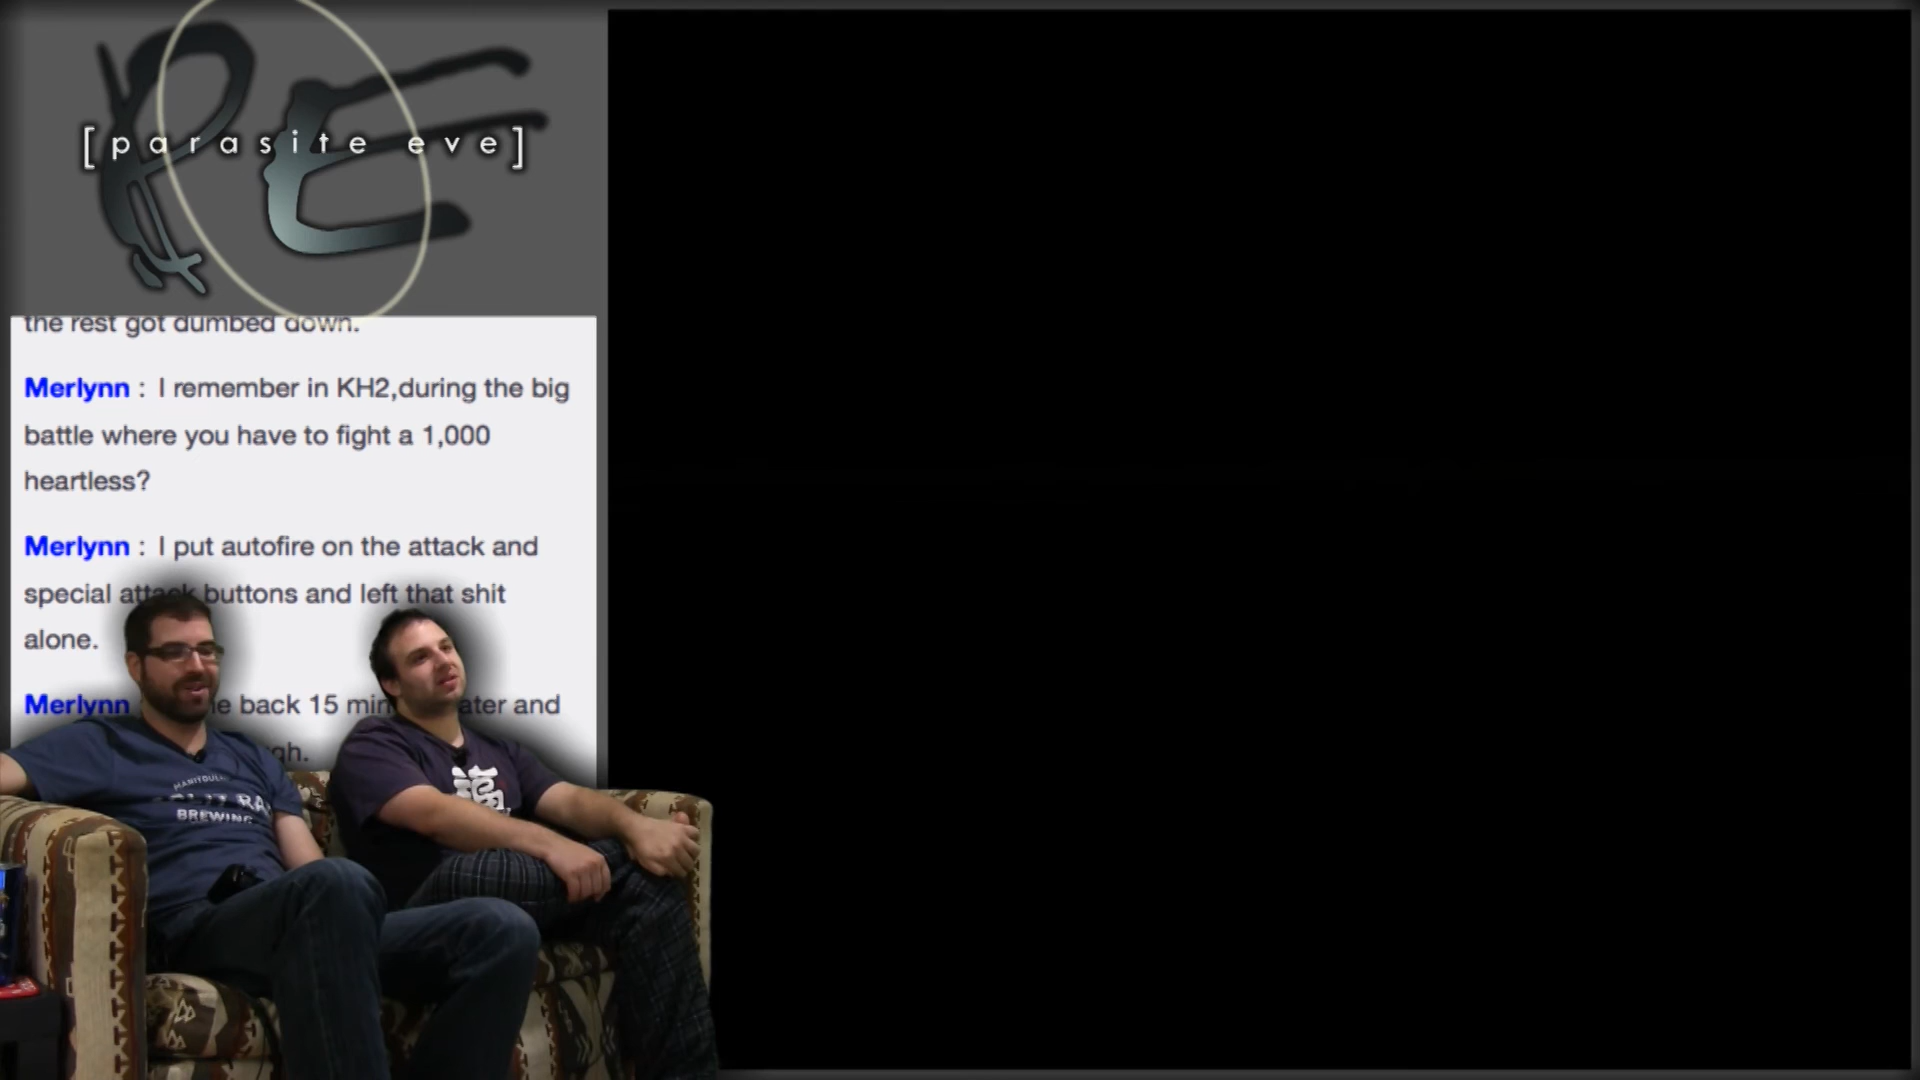 [parasite eve]
the rest got dumbed down.
Merlynn : I remember in KH2,during the big
battle where you have to fight a 1,000
heartless?
Merlynn : I put autofire on the attack and
special attack buttons and left that shit
alone.
Merlynn back 15 and
BREWING
福